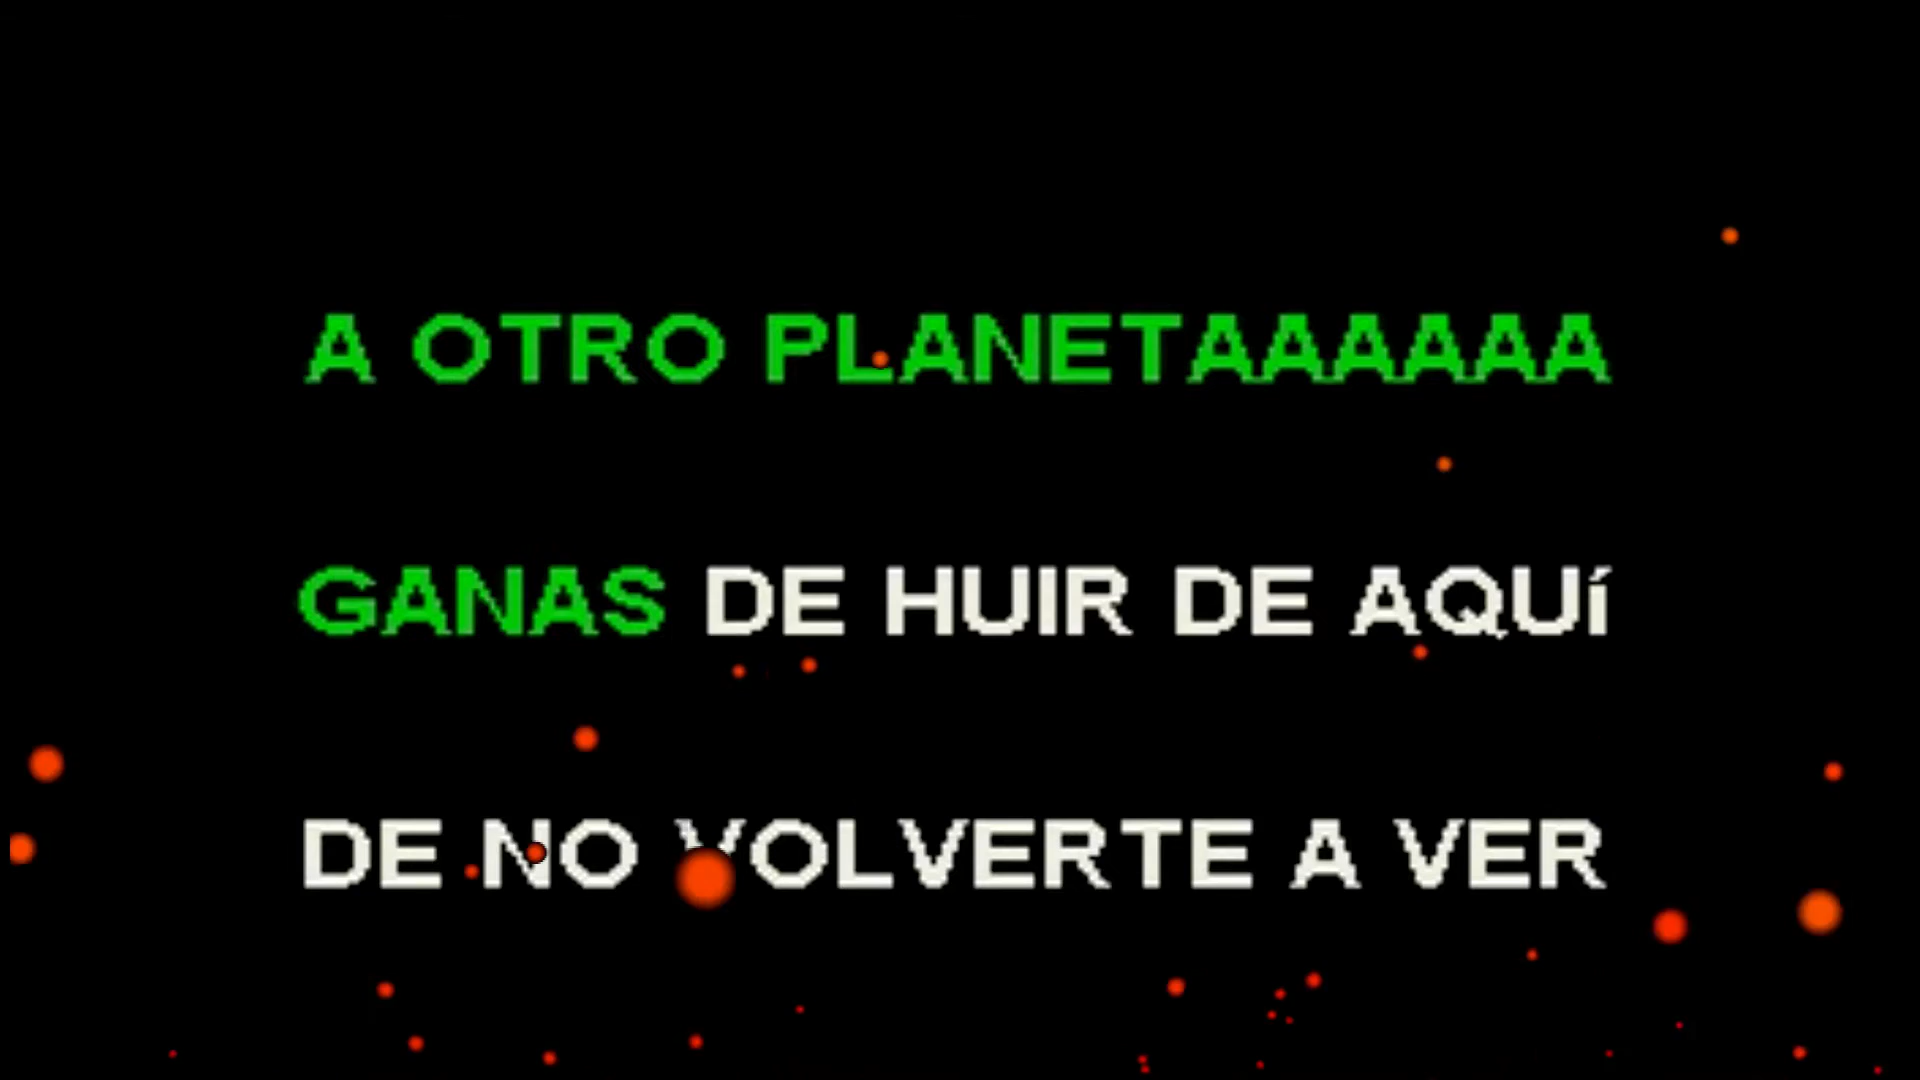 A OTRO PLANETAAAAAA
GANAS DE HUIR DE AQUí
DE NO VOLVERTE A VER